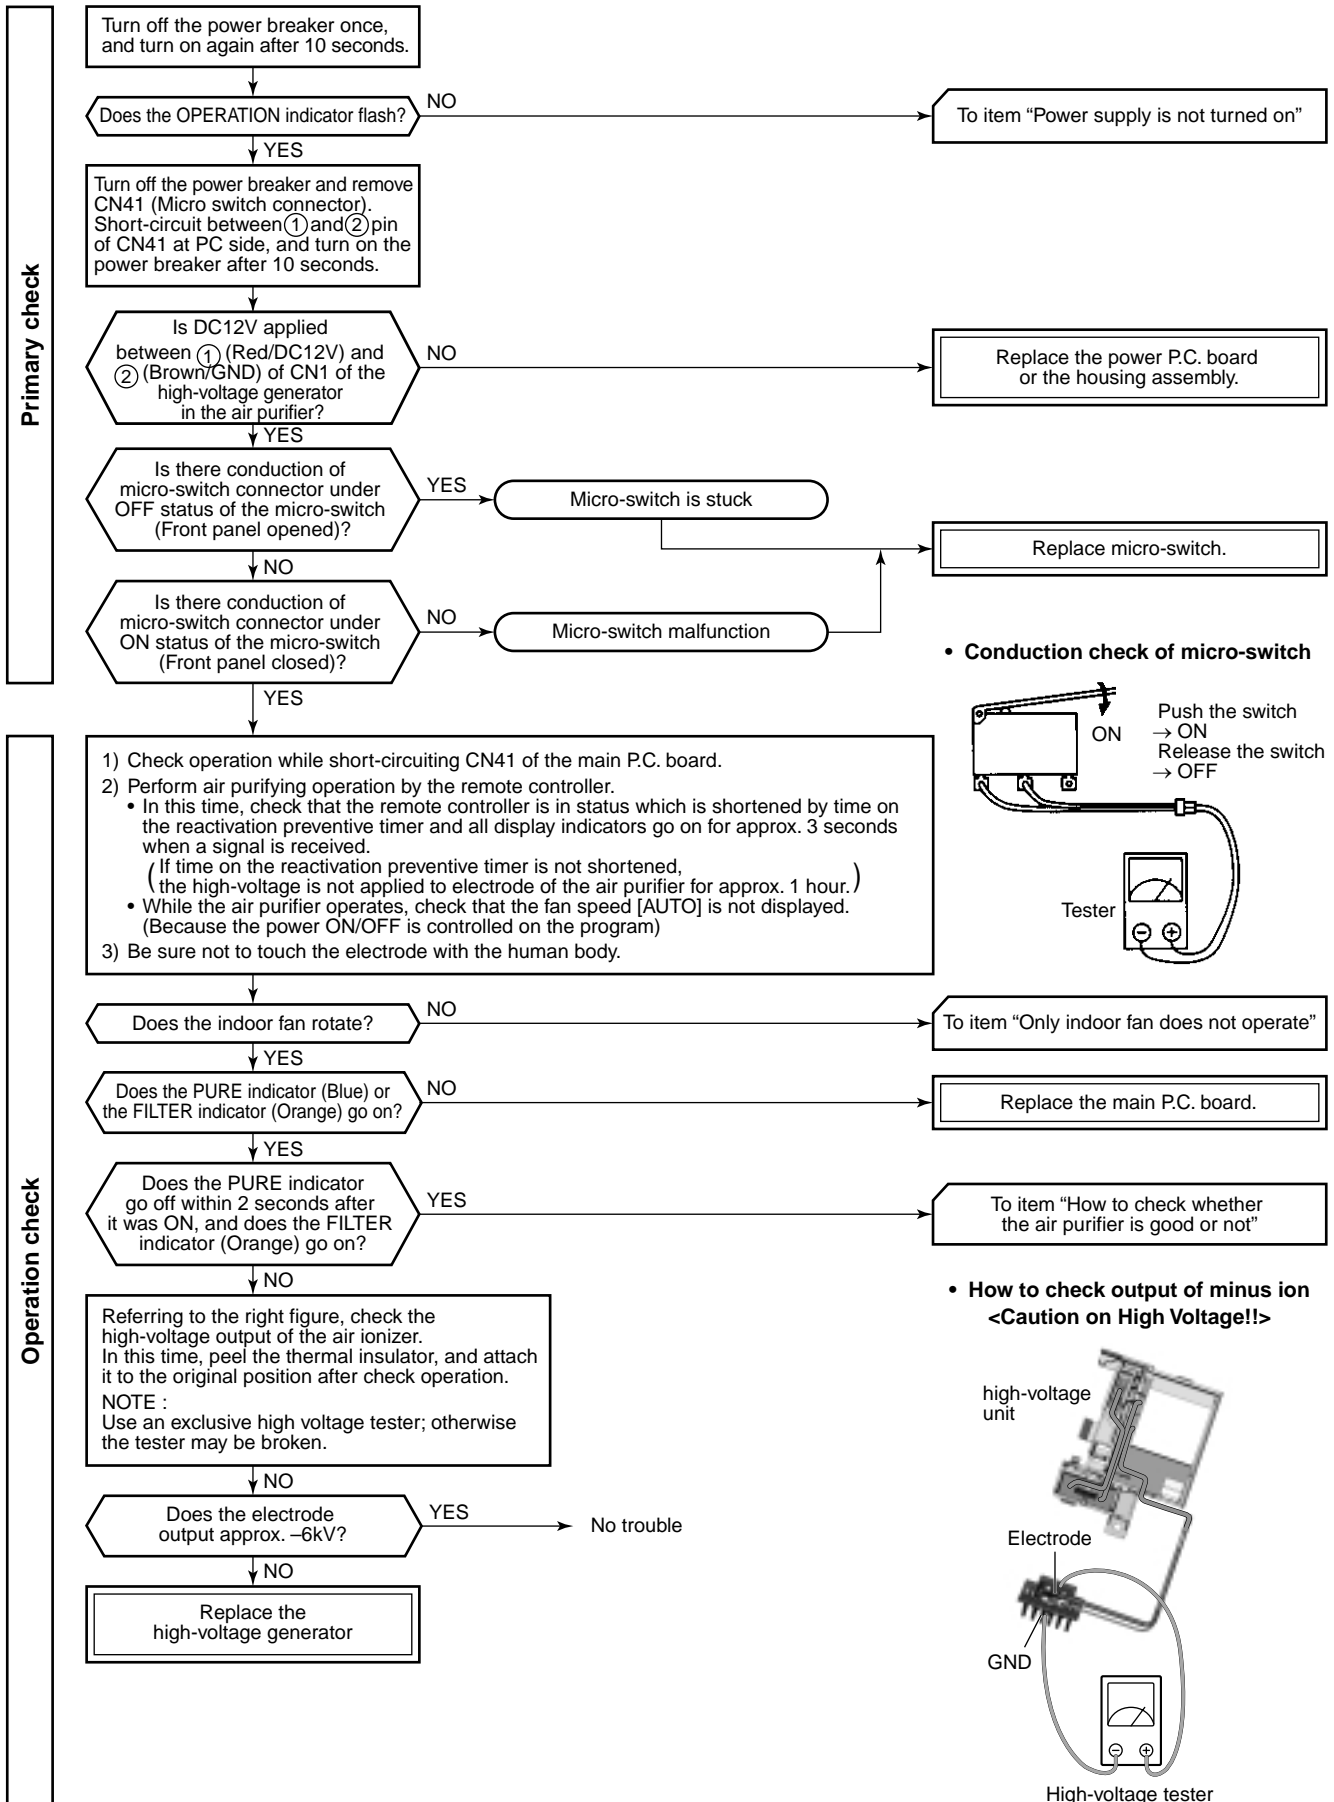 Primary check
Turn off the power breaker once,
and turn on again after 10 seconds.
Does the OPERATION indicator flash?
NO
To item “Power supply is not turned on”
YES
Turn off the power breaker and remove
CN41 (Micro switch connector).
Short-circuit between ① and ② pin
of CN41 at PC side, and turn on the
power breaker after 10 seconds.
Is DC12V applied
between ① (Red/DC12V) and
② (Brown/GND) of CN1 of the
high-voltage generator
in the air purifier?
NO
Replace the power P.C. board
or the housing assembly.
YES
Is there conduction of
micro-switch connector under
OFF status of the micro-switch
(Front panel opened)?
YES
Micro-switch is stuck
Replace micro-switch.
NO
Is there conduction of
micro-switch connector under
ON status of the micro-switch
(Front panel closed)?
NO
Micro-switch malfunction
YES
• Conduction check of micro-switch
ON
Push the switch
→ ON
Release the switch
→ OFF
Tester
Operation check
1) Check operation while short-circuiting CN41 of the main P.C. board.
2) Perform air purifying operation by the remote controller.
• In this time, check that the remote controller is in status which is shortened by time on
the reactivation preventive timer and all display indicators go on for approx. 3 seconds
when a signal is received.
(If time on the reactivation preventive timer is not shortened,
the high-voltage is not applied to electrode of the air purifier for approx. 1 hour.)
• While the air purifier operates, check that the fan speed [AUTO] is not displayed.
(Because the power ON/OFF is controlled on the program)
3) Be sure not to touch the electrode with the human body.
Does the indoor fan rotate?
NO
To item “Only indoor fan does not operate”
YES
Does the PURE indicator (Blue) or
the FILTER indicator (Orange) go on?
NO
Replace the main P.C. board.
YES
Does the PURE indicator
go off within 2 seconds after
it was ON, and does the FILTER
indicator (Orange) go on?
YES
To item “How to check whether
the air purifier is good or not”
NO
Referring to the right figure, check the
high-voltage output of the air ionizer.
In this time, peel the thermal insulator, and attach
it to the original position after check operation.
NOTE :
Use an exclusive high voltage tester; otherwise
the tester may be broken.
NO
Does the electrode
output approx. –6kV?
YES
No trouble
NO
Replace the
high-voltage generator
• How to check output of minus ion
<Caution on High Voltage!!>
high-voltage
unit
Electrode
GND
High-voltage tester